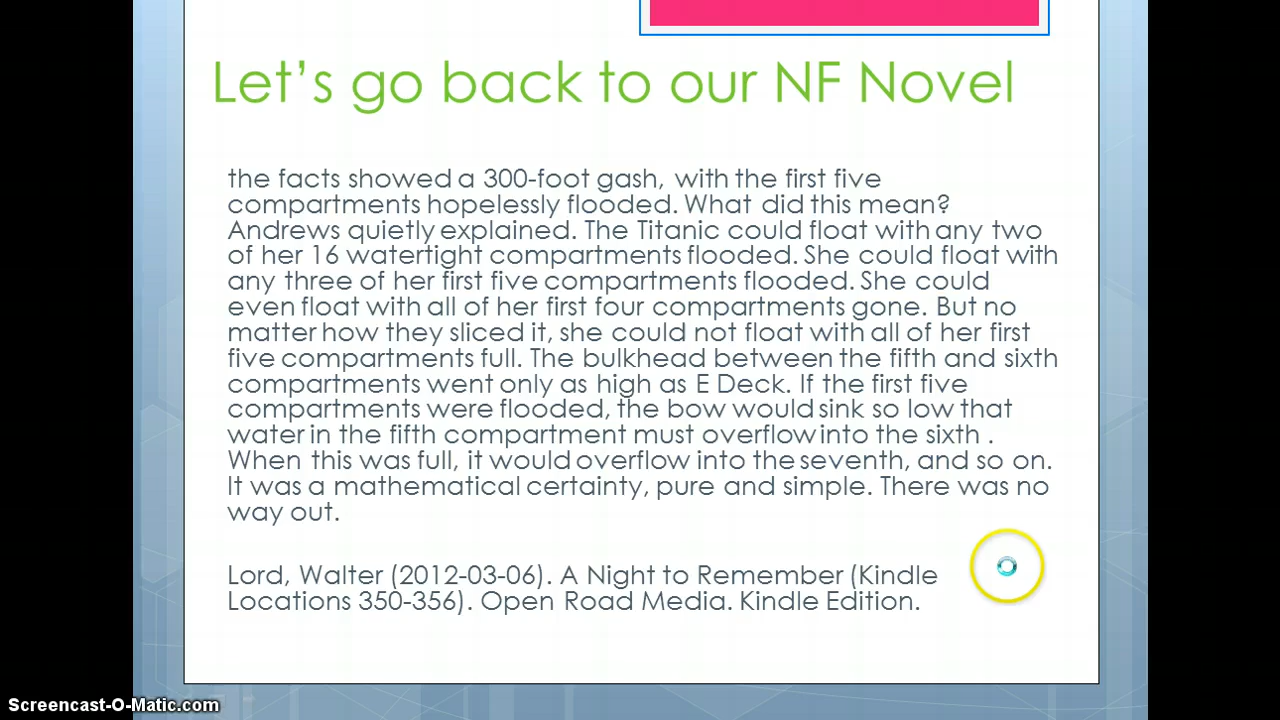 Let's go back to our NF Novel
the facts showed a 300-foot gash, with the first five
compartments hopelessly flooded. What did this mean?
Andrews quietly explained. The Titanic could float with any two
of her 16 watertight compartments flooded. She could float with
any three of her first five compartments flooded. She could
even float with all of her first four compartments gone. But no
matter how they sliced it, she could not float with all of her first
five compartments full. The bulkhead between the fifth and sixth
compartments went only as high as E Deck. If the first five
compartments were flooded, the bow would sink so low that
water in the fifth compartment must overflow into the sixth .
When this was full, it would overflow into the seventh, and so on.
It was a mathematical certainty, pure and simple. There was no
way out.
Lord, Walter (2012-03-06). A Night to Remember (Kindle
Locations 350-356). Open Road Media. Kindle Edition.
Screencast-O-Matic.com